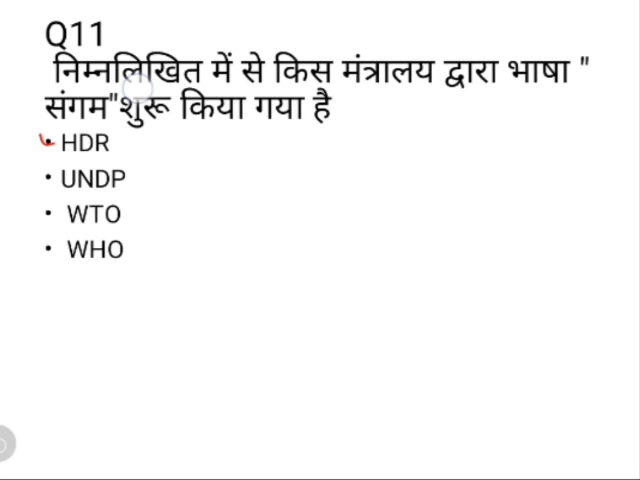 Q11
निम्नलिखित में से किस मंत्रालय द्वारा भाषा "
संगम"शुरू किया गया है
• HDR
• UNDP
• WTO
• WHO